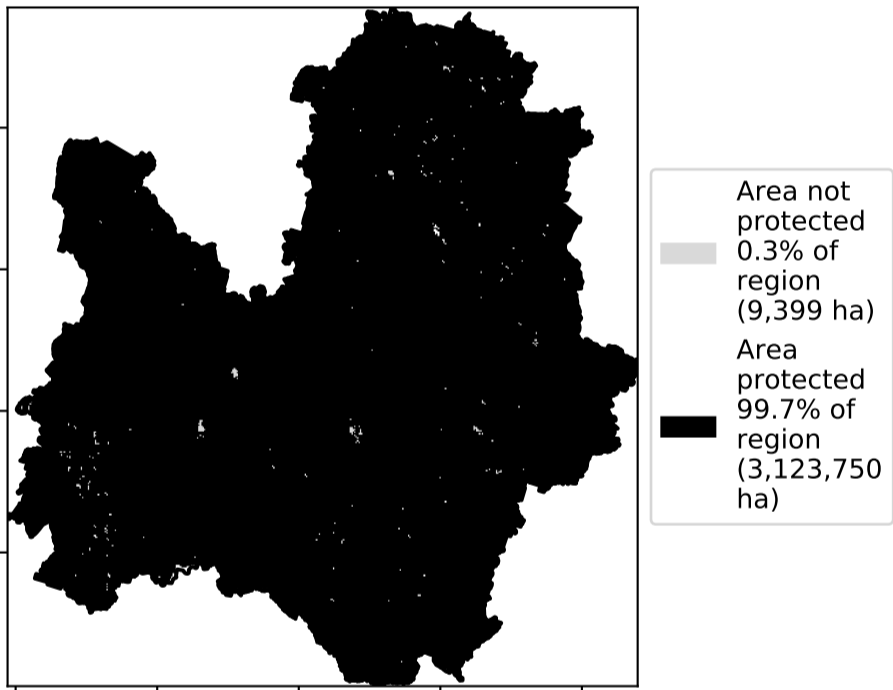 Area not
protected
0.3% of
region
(9,399 ha)
Area
protected
99.7% of
region
(3,123,750
ha)